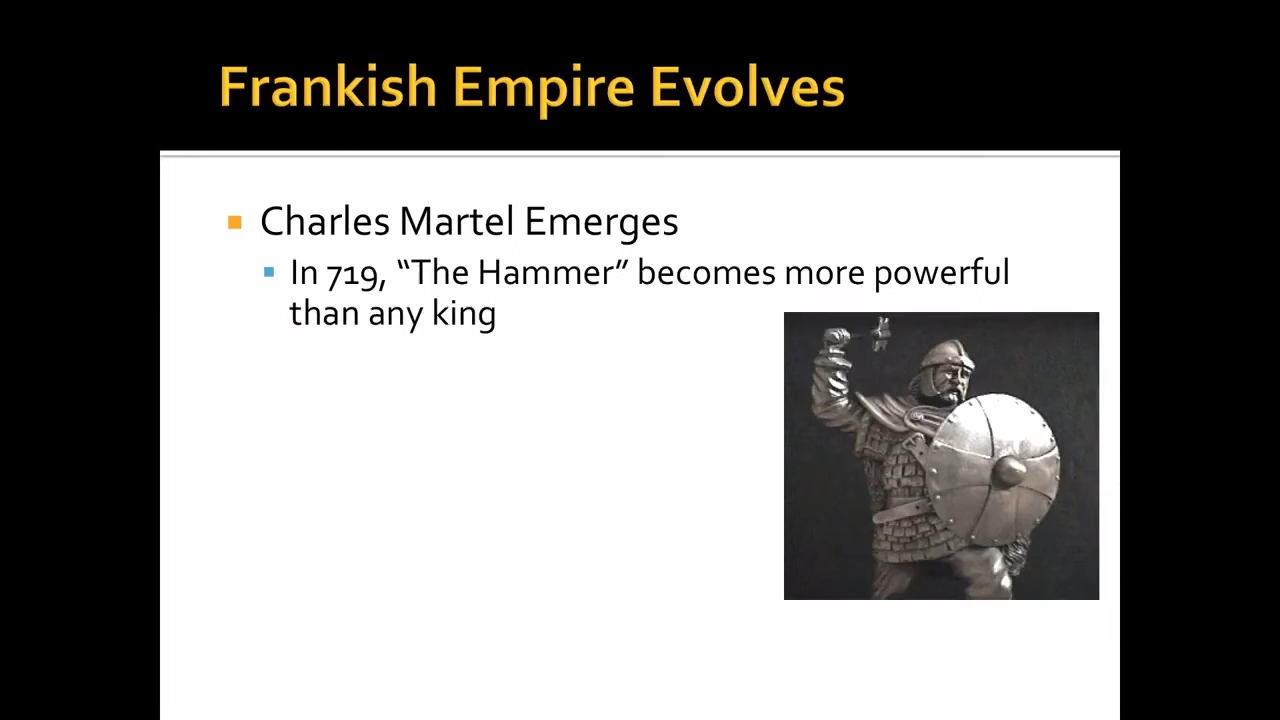 Frankish Empire Evolves
Charles Martel Emerges
In 719, “The Hammer” becomes more powerful
than any king